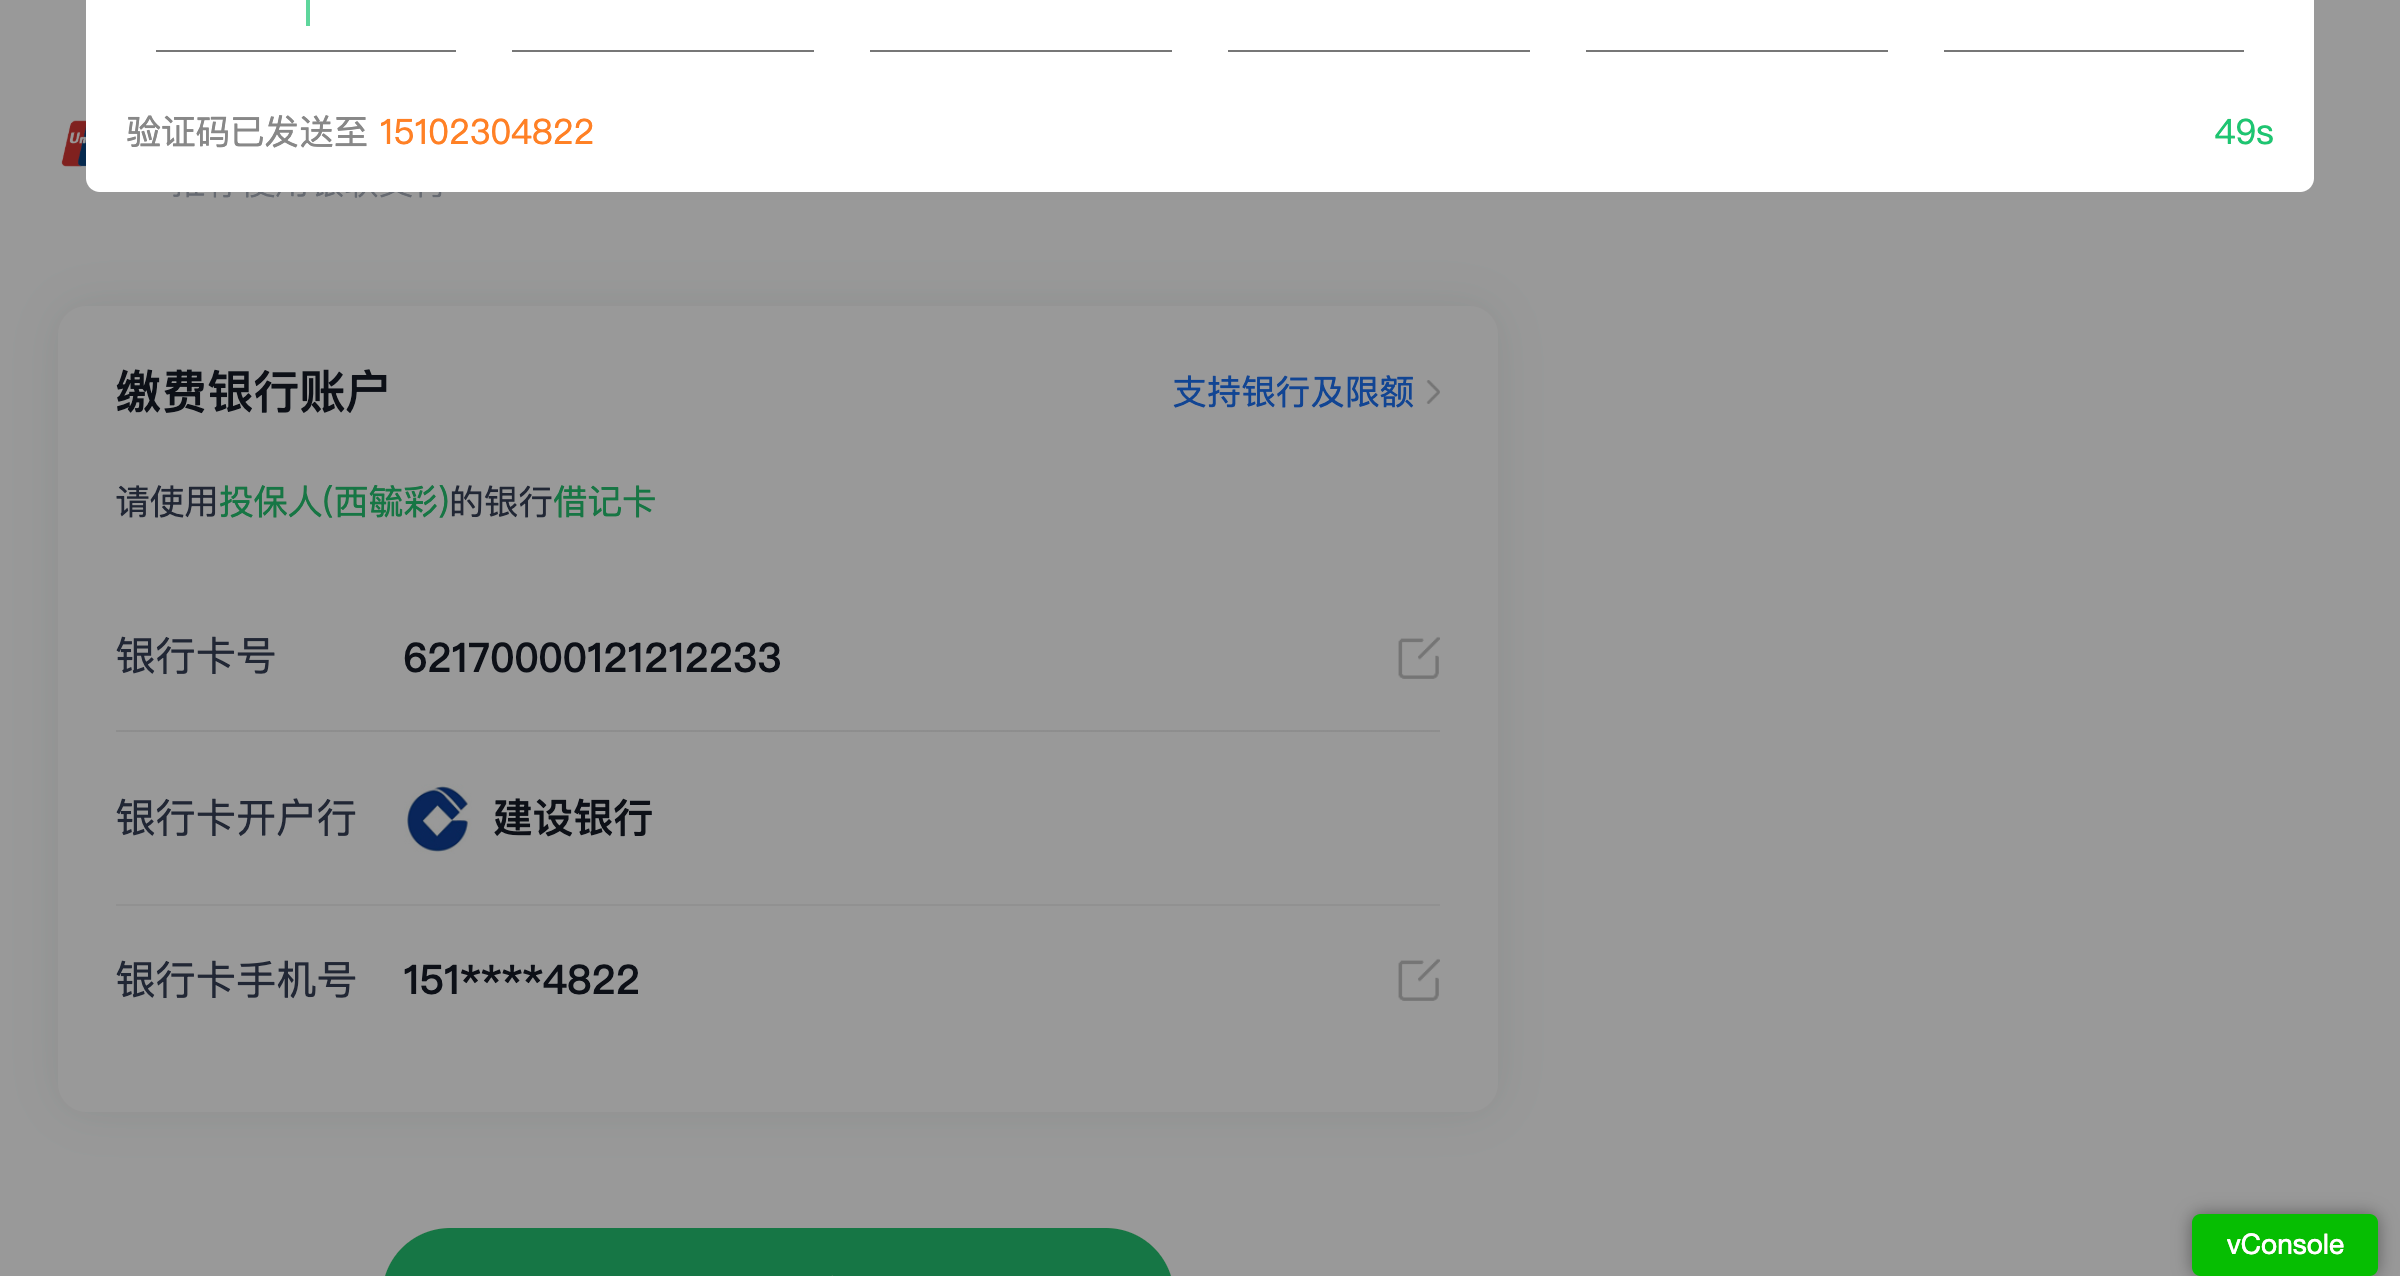 验证码已发送至 15102304822
49s
缴费银行账户
支持银行及限额
请使用投保人(西毓彩)的银行借记卡
银行卡号 62170000121212233
银行卡开户行 建设银行
银行卡手机号 151****4822
vConsole